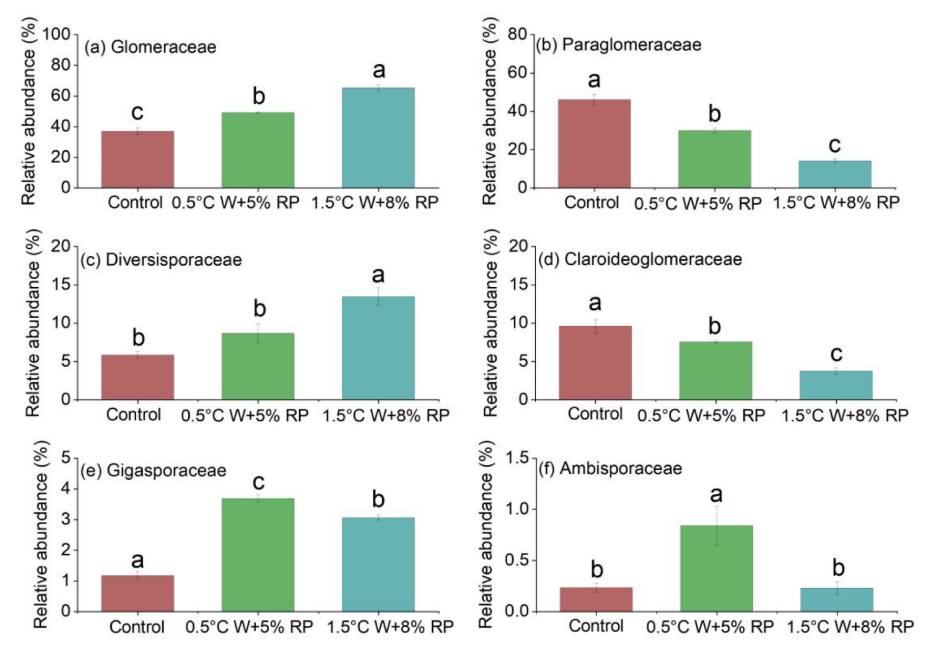 (a) Glomeraceae
Relative abundance (%)
100
80
60
40
20
0
c
b
a
Control
0.5°C W+5% RP
1.5°C W+8% RP
(b) Paraglomeraceae
Relative abundance (%)
80
60
40
20
0
a
b
c
Control
0.5°C W+5% RP
1.5°C W+8% RP
(c) Diversisporaceae
Relative abundance (%)
20
15
10
5
0
b
b
a
Control
0.5°C W+5% RP
1.5°C W+8% RP
(d) Claroideoglomeraceae
Relative abundance (%)
20
15
10
5
0
a
b
c
Control
0.5°C W+5% RP
1.5°C W+8% RP
(e) Gigasporaceae
Relative abundance (%)
5
4
3
2
1
0
a
c
b
Control
0.5°C W+5% RP
1.5°C W+8% RP
(f) Ambisporaceae
Relative abundance (%)
1.5
1.0
0.5
0.0
b
a
b
Control
0.5°C W+5% RP
1.5°C W+8% RP